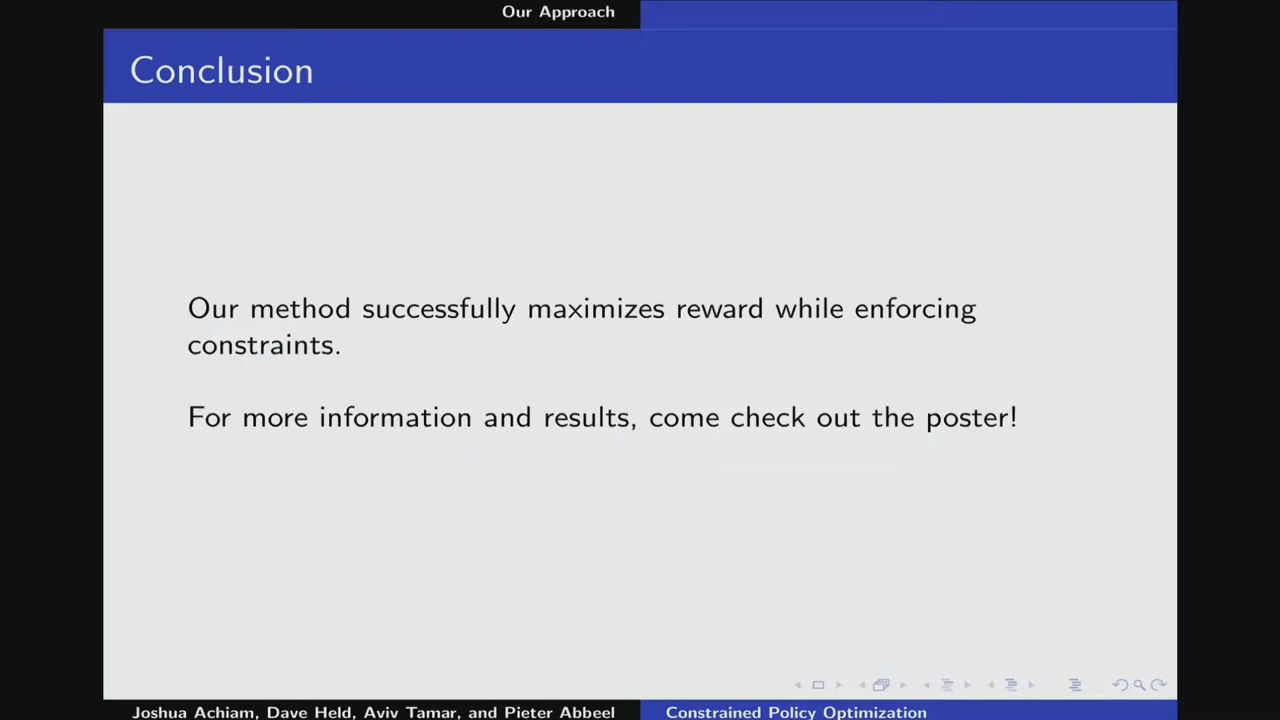 Our Approach
Conclusion
Our method successfully maximizes reward while enforcing
constraints.
For more information and results, come check out the poster!
Joshua Achiam, Dave Held, Aviv Tamar, and Pieter Abbeel
Constrained Policy Optimization